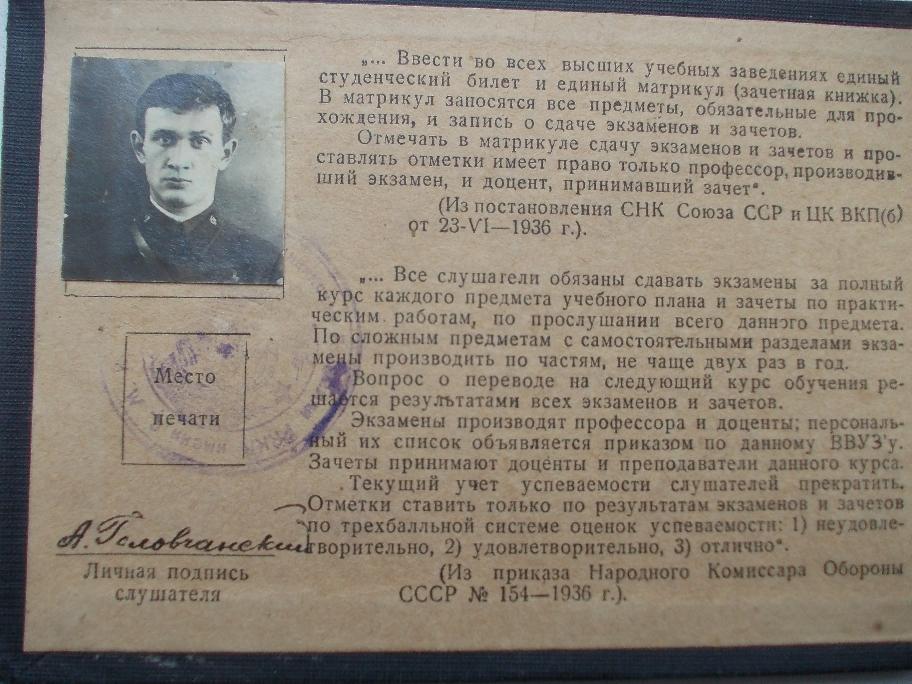 „... Ввести во всех высших учебных заведениях единый
студенческий билет и единый матрикул (зачетная книжка).
В матрикул заносятся все предметы, обязательные для про-
хождения, и запись о сдаче экзаменов и зачетов.
Отмечать в матрикуле сдачу экзаменов и зачетов и про-
ставлять отметки имеет право только профессор, производив-
ший экзамен, и доцент, принимавший зачет“.
(Из постановления СНК Союза ССР и ЦК ВКП(б)
от 23-VI—1936 г.).
„... Все слушатели обязаны сдавать экзамены за полный
курс каждого предмета учебного плана и зачеты по практи-
ческим работам, по прослушании всего данного предмета.
По сложным предметам с самостоятельными разделами экза-
мены производить по частям, не чаще двух раз в год.
Вопрос о переводе на следующий курс обучения ре-
шается результатами всех экзаменов и зачетов.
Экзамены производят профессора и доценты; персональ-
ный их список объявляется приказом по данному ВВУЗ'у.
Зачеты принимают доценты и преподаватели данного курса.
Текущий учет успеваемости слушателей прекратить.
Отметки ставить только по результатам экзаменов и зачетов
по трехбалльной системе оценок успеваемости: 1) неудовле-
творительно, 2) удовлетворительно, 3) отлично“.
(Из приказа Народного Комиссара Обороны
СССР № 154—1936 г.).
Место
печати
А. Головчанский
Личная подпись
слушателя